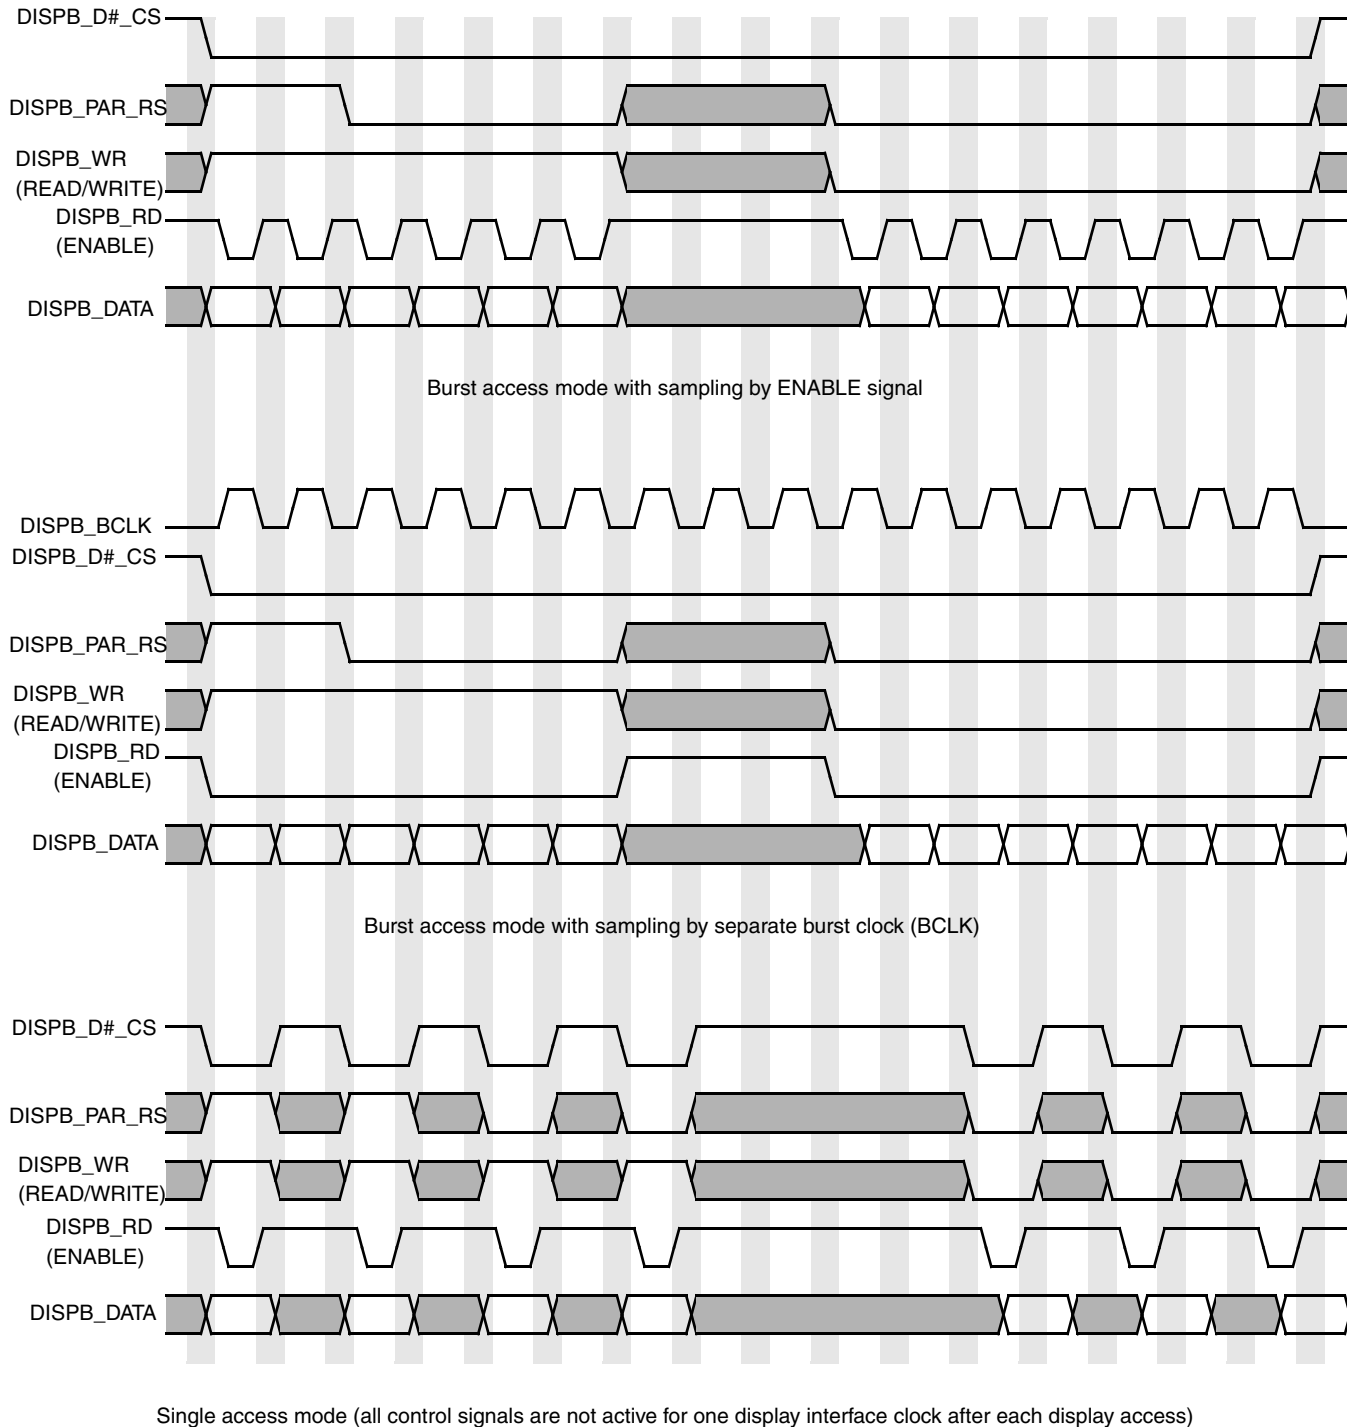 DISPB_D#_CS
DISPB_PAR_RS
DISPB_WR
(READ/WRITE)
DISPB_RD
(ENABLE)
DISPB_DATA
Burst access mode with sampling by ENABLE signal
DISPB_BCLK
DISPB_D#_CS
DISPB_PAR_RS
DISPB_WR
(READ/WRITE)
DISPB_RD
(ENABLE)
DISPB_DATA
Burst access mode with sampling by separate burst clock (BCLK)
DISPB_D#_CS
DISPB_PAR_RS
DISPB_WR
(READ/WRITE)
DISPB_RD
(ENABLE)
DISPB_DATA
Single access mode (all control signals are not active for one display interface clock after each display access)